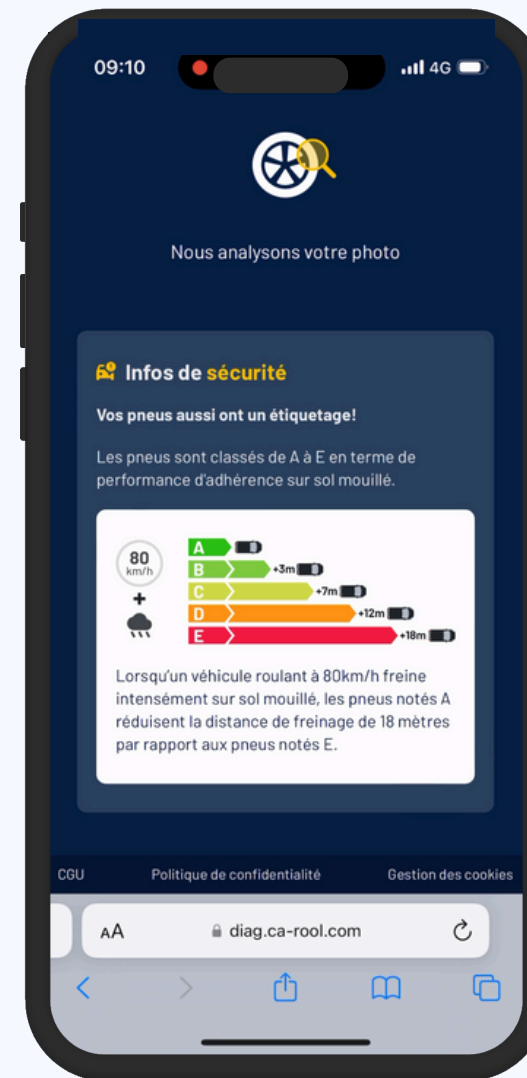 09:10
4G
Nous analysons votre photo
Infos de sécurité
Vos pneus aussi ont un étiquetage!
Les pneus sont classés de A à E en terme de
performance d'adhérence sur sol mouillé.
80
km/h
+
A
B +3m
C +7m
D +12m
E +18m
Lorsqu'un véhicule roulant à 80km/h freine
intensément sur sol mouillé, les pneus notés A
réduisent la distance de freinage de 18 mètres
par rapport aux pneus notés E.
CGU Politique de confidentialité Gestion des cookies
AA diag.ca-rool.com